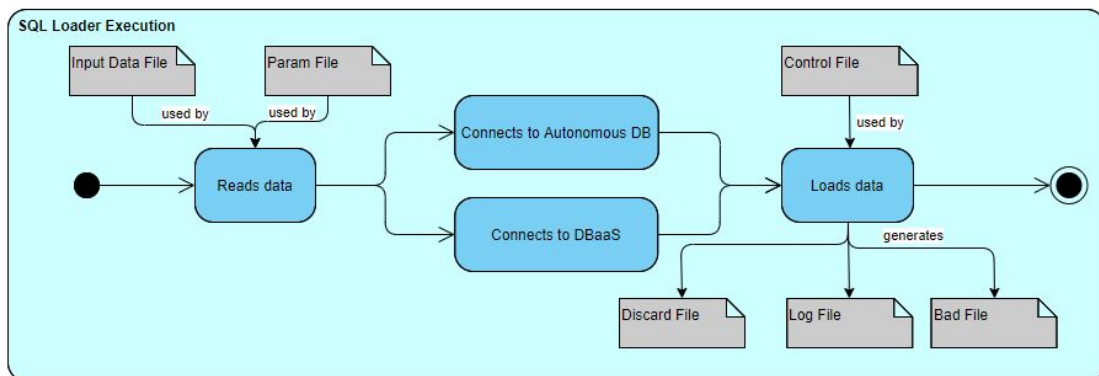 SQL Loader Execution
Input Data File
Param File
Control File
used by
used by
used by
Connects to Autonomous DB
Reads data
Loads data
Connects to DBaaS
generates
Discard File
Log File
Bad File